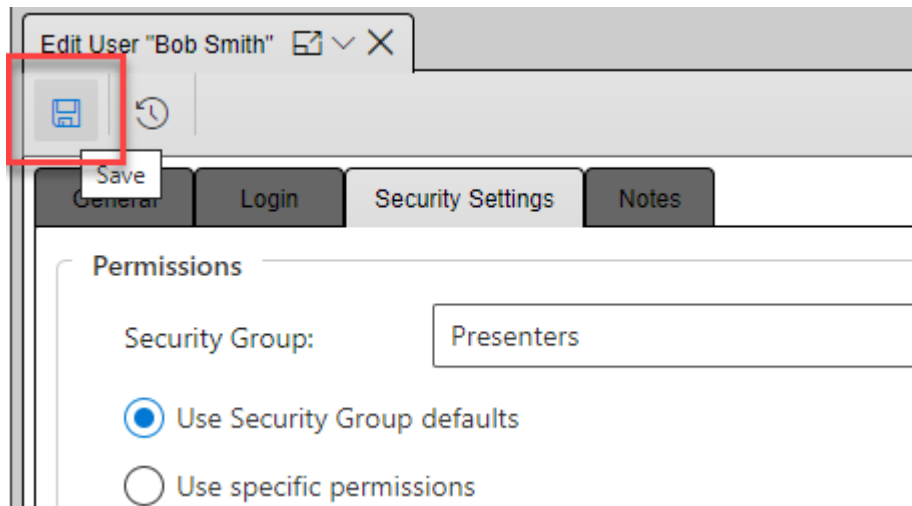 Edit User "Bob Smith"
Save
General Login Security Settings Notes
Permissions
Security Group: Presenters
Use Security Group defaults
Use specific permissions